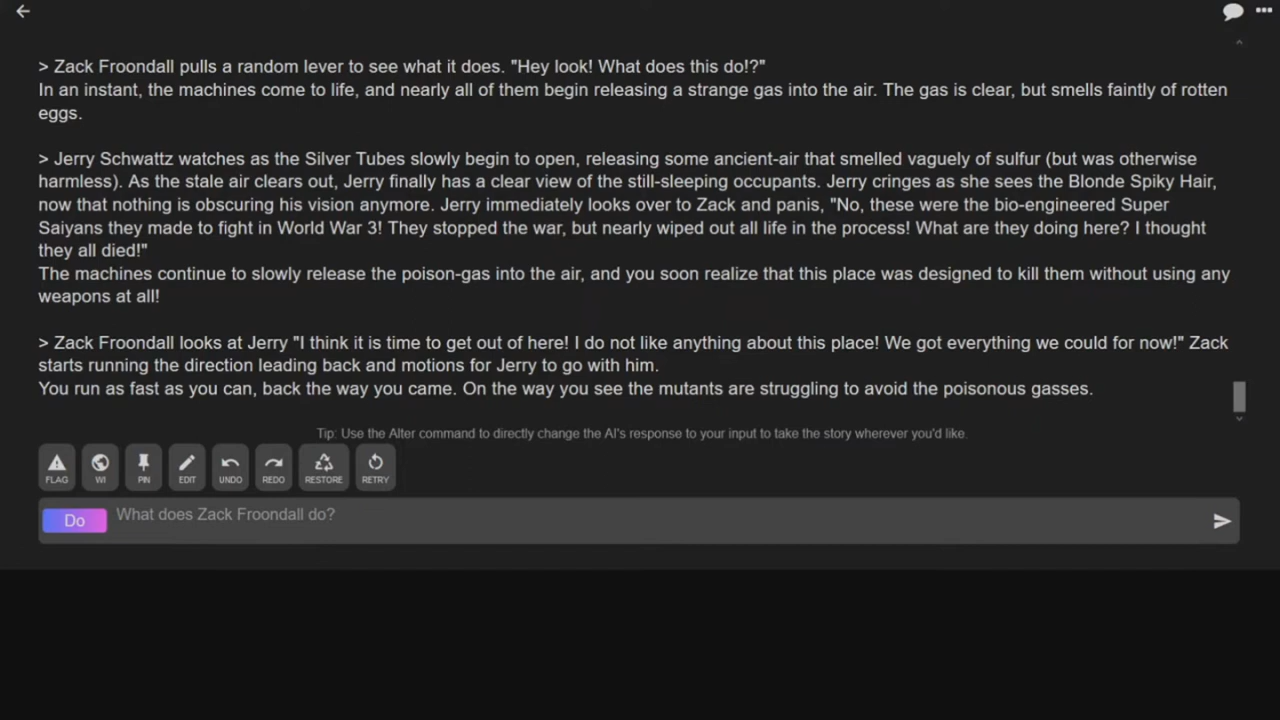 > Zack Froondall pulls a random lever to see what it does. "Hey look! What does this do!?"
In an instant, the machines come to life, and nearly all of them begin releasing a strange gas into the air. The gas is clear, but smells faintly of rotten
eggs.
> Jerry Schwattz watches as the Silver Tubes slowly begin to open, releasing some ancient-air that smelled vaguely of sulfur (but was otherwise
harmless). As the stale air clears out, Jerry finally has a clear view of the still-sleeping occupants. Jerry cringes as she sees the Blonde Spiky Hair,
now that nothing is obscuring his vision anymore. Jerry immediately looks over to Zack and panis, "No, these were the bio-engineered Super
Saiyans they made to fight in World War 3! They stopped the war, but nearly wiped out all life in the process! What are they doing here? I thought
they all died!"
The machines continue to slowly release the poison-gas into the air, and you soon realize that this place was designed to kill them without using any
weapons at all!
> Zack Froondall looks at Jerry "I think it is time to get out of here! I do not like anything about this place! We got everything we could for now!" Zack
starts running the direction leading back and motions for Jerry to go with him.
You run as fast as you can, back the way you came. On the way you see the mutants are struggling to avoid the poisonous gasses.
Tip: Use the Alter command to directly change the AI's response to your input to take the story wherever you'd like.
FLAG WI PIN EDIT UNDO REDO RESTORE RETRY
Do What does Zack Froondall do?